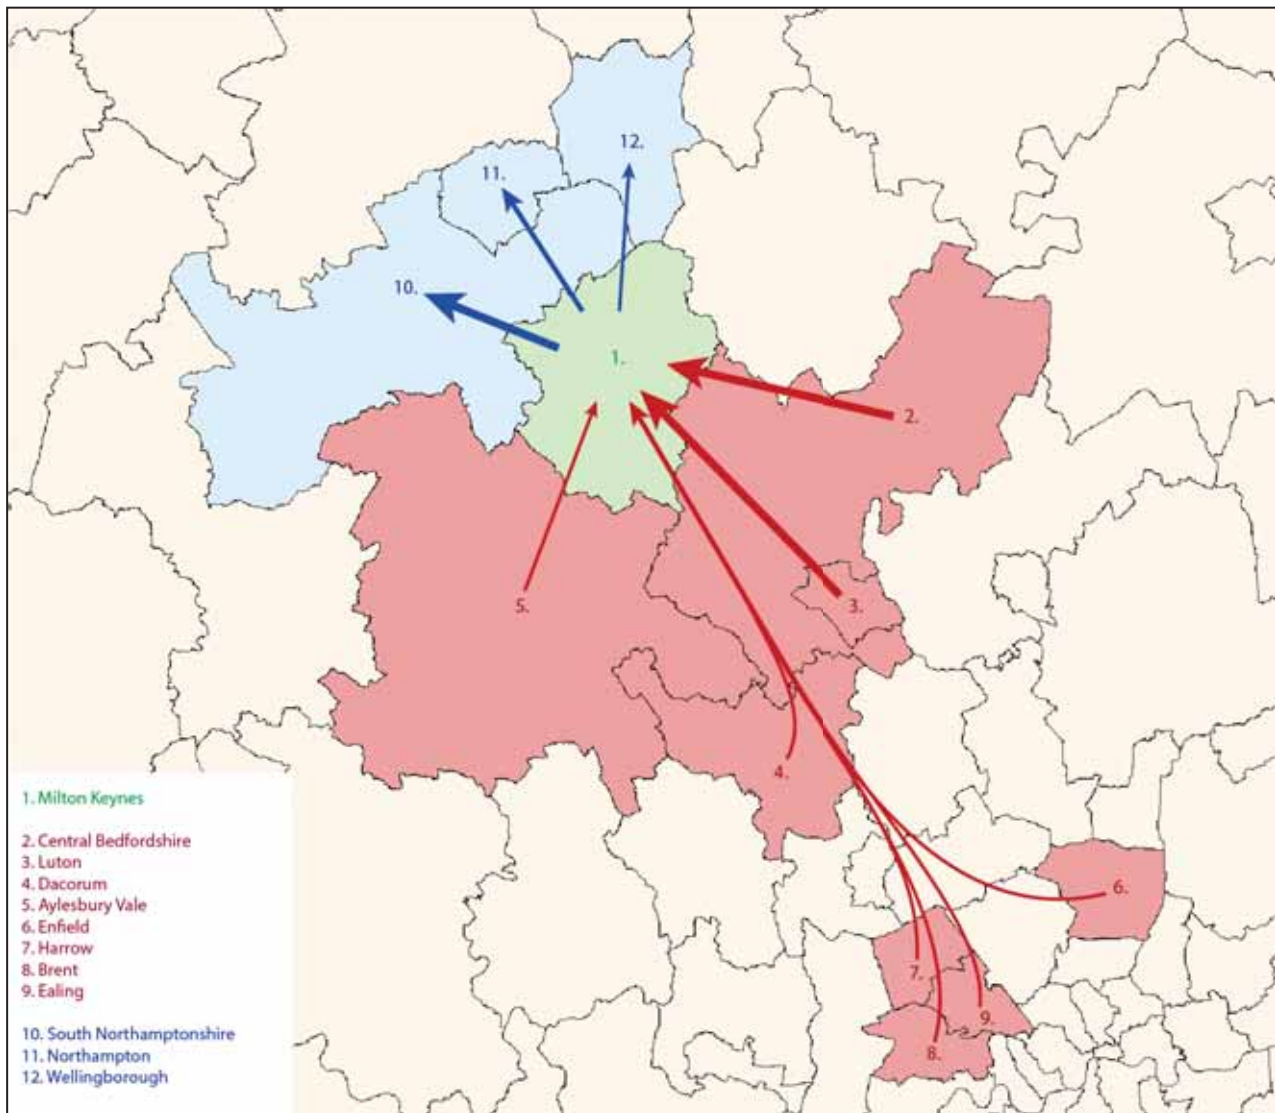 12.
11.
10.
1.
2.
5.
3.
4.
6.
7.
9.
8.
1. Milton Keynes
2. Central Bedfordshire
3. Luton
4. Dacorum
5. Aylesbury Vale
6. Enfield
7. Harrow
8. Brent
9. Ealing
10. South Northamptonshire
11. Northampton
12. Wellingborough